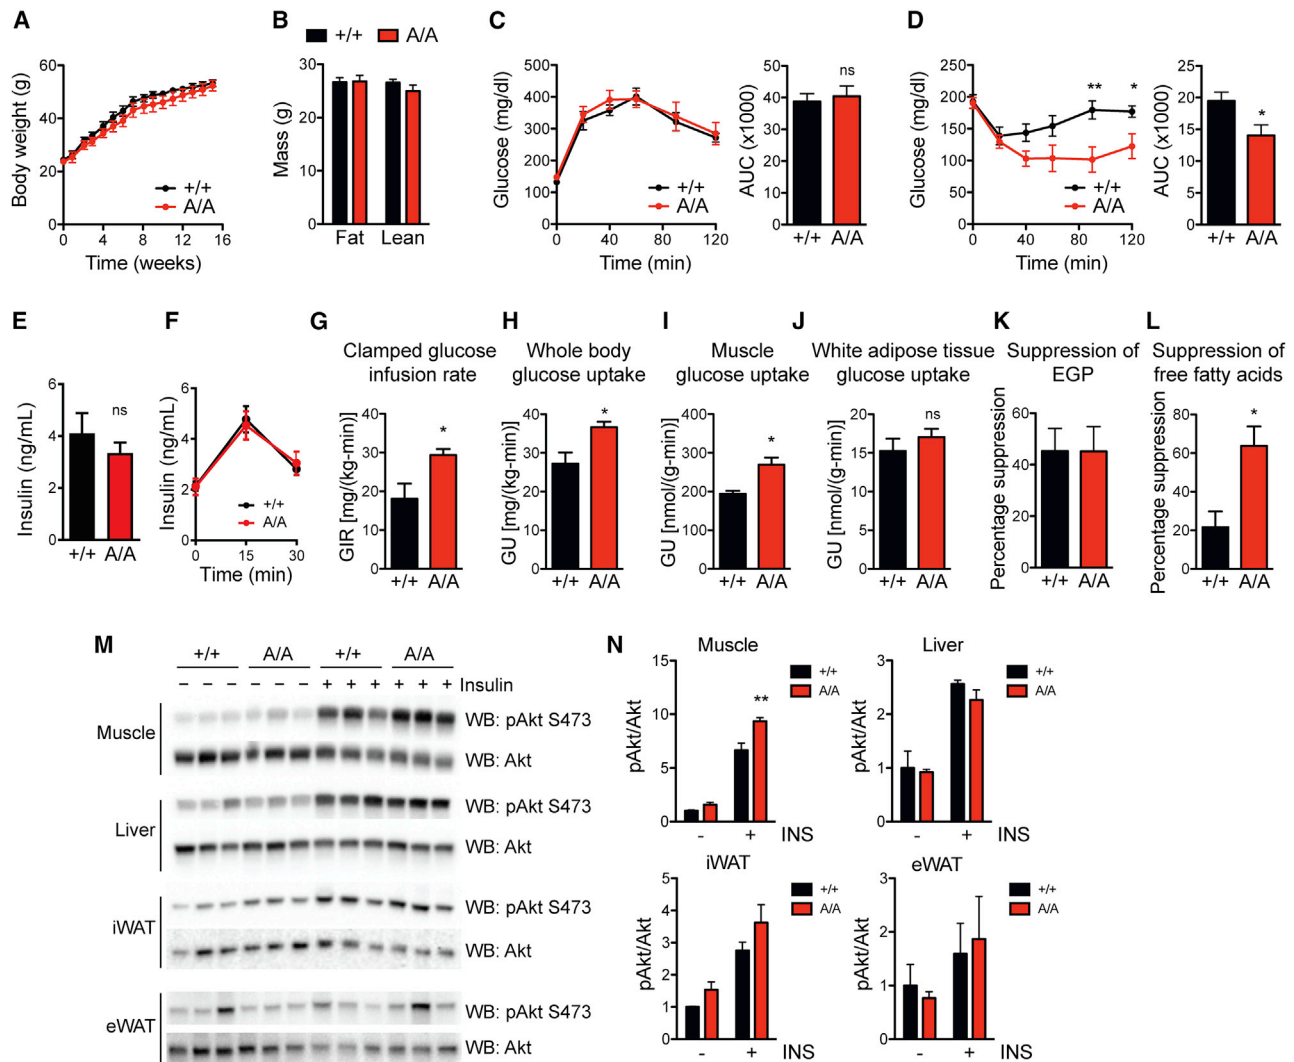 A
Body weight (g)
60
40
20
0
0 4 8 12 16
Time (weeks)
+/+
A/A
B
+/+ A/A
Mass (g)
30
20
10
0
Fat Lean
C
Glucose (mg/dl)
500
400
300
200
100
0
0 40 80 120
Time (min)
+/+
A/A
AUC (x1000)
50
40
30
20
10
0
ns
+/+ A/A
D
Glucose (mg/dl)
250
200
150
100
50
0
** *
0 40 80 120
Time (min)
+/+
A/A
AUC (x1000)
25
20
15
10
5
0
*
+/+ A/A
E
Insulin (ng/mL)
6
4
2
0
ns
+/+ A/A
F
Insulin (ng/mL)
6
4
2
0
0 15 30
Time (min)
+/+
A/A
G
Clamped glucose
infusion rate
GIR [mg/(kg-min)]
40
30
20
10
0
*
+/+ A/A
H
Whole body
glucose uptake
GU [mg/(kg-min)]
50
40
30
20
10
0
*
+/+ A/A
I
Muscle
glucose uptake
GU [nmol/(g-min)]
400
300
200
100
0
*
+/+ A/A
J
White adipose tissue
glucose uptake
GU [nmol/(g-min)]
20
15
10
5
0
ns
+/+ A/A
K
Suppression of
EGP
Percentage suppression
60
40
20
0
+/+ A/A
L
Suppression of
free fatty acids
Percentage suppression
80
60
40
20
0
*
+/+ A/A
M
+/+ A/A +/+ A/A
– – – – – – + + + + + + Insulin
Muscle
WB: pAkt S473
WB: Akt
Liver
WB: pAkt S473
WB: Akt
iWAT
WB: pAkt S473
WB: Akt
eWAT
WB: pAkt S473
WB: Akt
N
Muscle
pAkt/Akt
15
10
5
0
**
- + INS
+/+
A/A
Liver
pAkt/Akt
3
2
1
0
- + INS
+/+
A/A
iWAT
pAkt/Akt
5
4
3
2
1
0
- + INS
+/+
A/A
eWAT
pAkt/Akt
3
2
1
0
- + INS
+/+
A/A